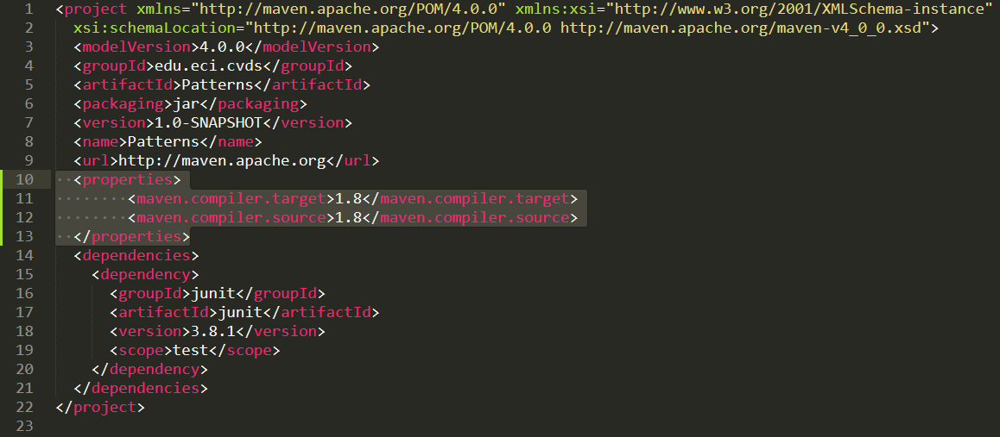 1 <project xmlns="http://maven.apache.org/POM/4.0.0" xmlns:xsi="http://www.w3.org/2001/XMLSchema-instance"
2   xsi:schemaLocation="http://maven.apache.org/POM/4.0.0 http://maven.apache.org/maven-v4_0_0.xsd">
3   <modelVersion>4.0.0</modelVersion>
4   <groupId>edu.eci.cvds</groupId>
5   <artifactId>Patterns</artifactId>
6   <packaging>jar</packaging>
7   <version>1.0-SNAPSHOT</version>
8   <name>Patterns</name>
9   <url>http://maven.apache.org</url>
10   <properties>
11         <maven.compiler.target>1.8</maven.compiler.target>
12         <maven.compiler.source>1.8</maven.compiler.source>
13   </properties>
14   <dependencies>
15     <dependency>
16       <groupId>junit</groupId>
17       <artifactId>junit</artifactId>
18       <version>3.8.1</version>
19       <scope>test</scope>
20     </dependency>
21   </dependencies>
22 </project>
23